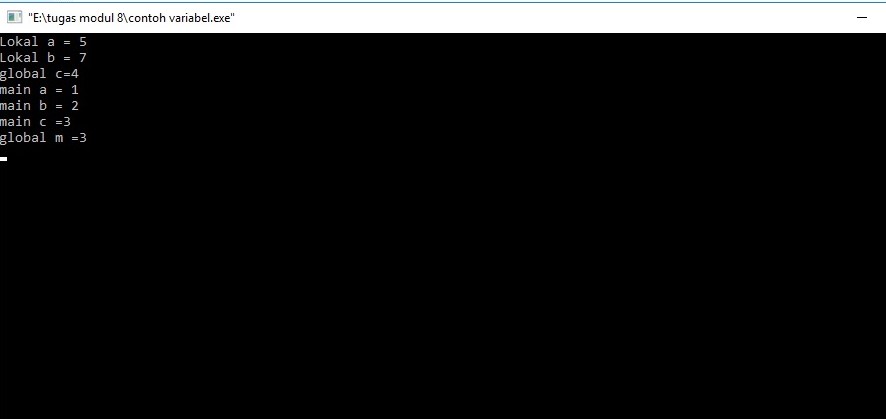 "E:\tugas modul 8\contoh variabel.exe"
Lokal a = 5
Lokal b = 7
global c=4
main a = 1
main b = 2
main c =3
global m =3